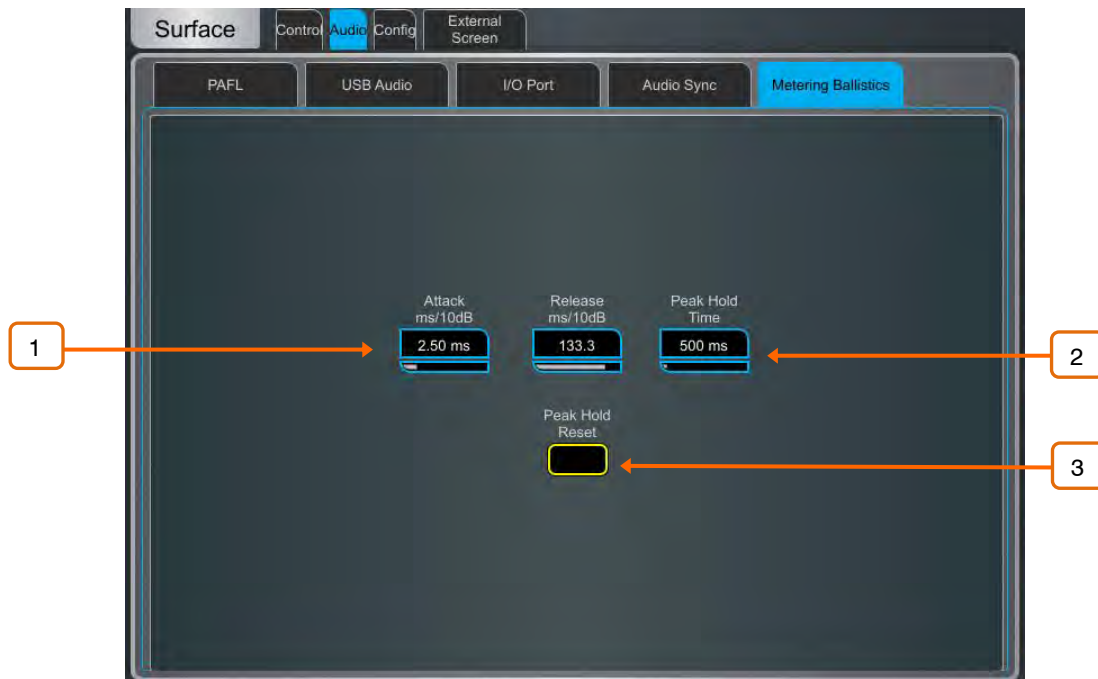 Surface
Control
Audio
Config
External
Screen
PAFL
USB Audio
I/O Port
Audio Sync
Metering Ballistics
Attack
ms/10dB
Release
ms/10dB
Peak Hold
Time
2.50 ms
133.3
500 ms
1
2
Peak Hold
Reset
3